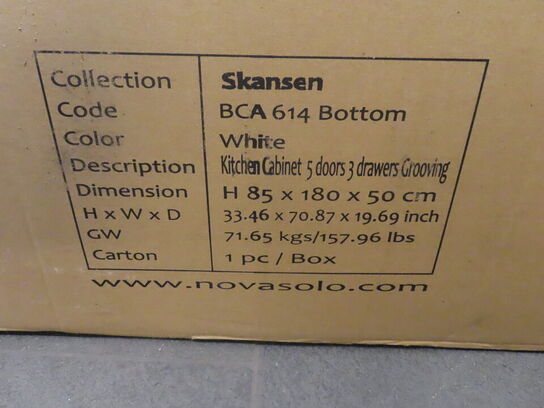 Collection Skansen
Code BCA 614 Bottom
Color White
Description Kitchen Cabinet 5 doors 3 drawers Grooving
Dimension H 85 x 180 x 50 cm
H x W x D 33.46 x 70.87 x 19.69 inch
GW 71.65 kgs/157.96 lbs
Carton 1 pc / Box
www.novasolo.com